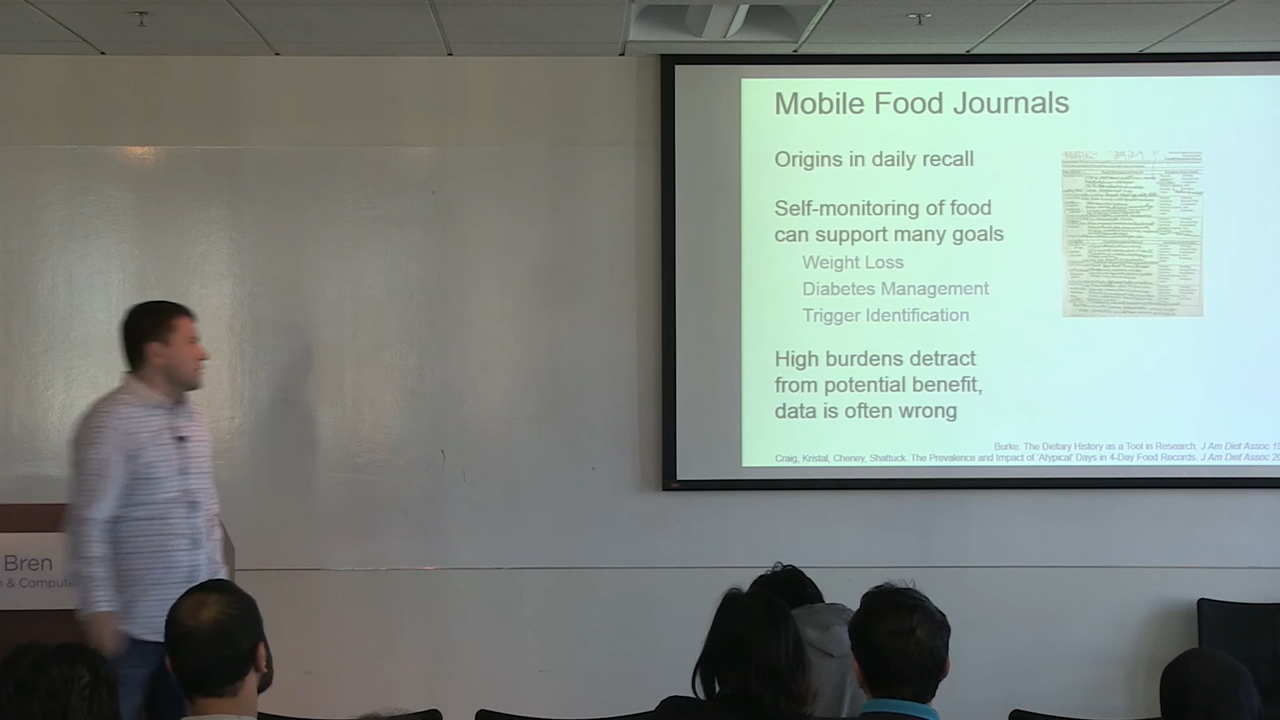 Mobile Food Journals
Origins in daily recall
Self-monitoring of food
can support many goals
Weight Loss
Diabetes Management
Trigger Identification
High burdens detract
from potential benefit,
data is often wrong
Burke. The Dietary History as a Tool in Research. J Am Diet Assoc
Craig, Kristal, Cheney, Shattuck. The Prevalence and Impact of 'Atypical' Days in 4-Day Food Records. J Am Diet Assoc
Bren
& Comput